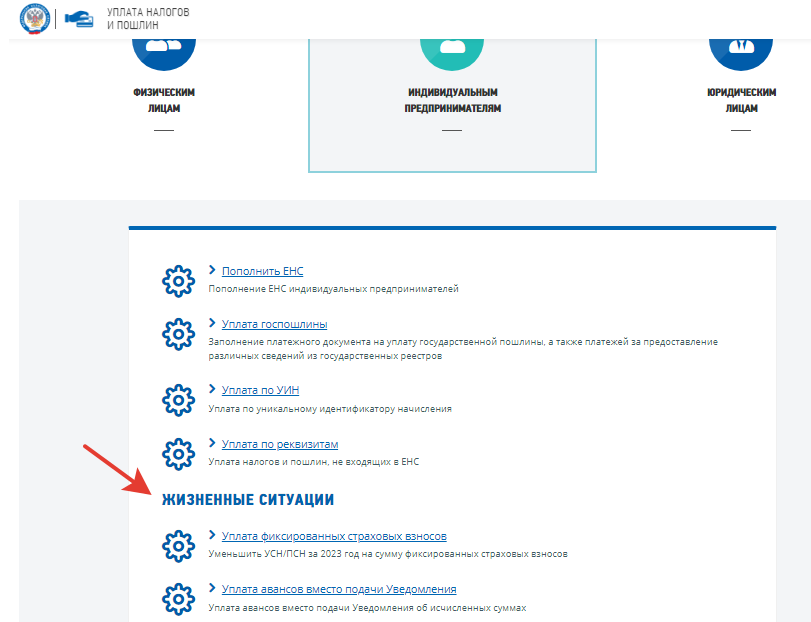 УПЛАТА НАЛОГОВ
И ПОШЛИН
ФИЗИЧЕСКИМ
ЛИЦАМ
ИНДИВИДУАЛЬНЫМ
ПРЕДПРИНИМАТЕЛЯМ
ЮРИДИЧЕСКИМ
ЛИЦАМ
Пополнить ЕНС
Пополнение ЕНС индивидуальных предпринимателей
Уплата госпошлины
Заполнение платежного документа на уплату государственной пошлины, а также платежей за предоставление
различных сведений из государственных реестров
Уплата по УИН
Уплата по уникальному идентификатору начисления
Уплата по реквизитам
Уплата налогов и пошлин, не входящих в ЕНС
ЖИЗНЕННЫЕ СИТУАЦИИ
Уплата фиксированных страховых взносов
Уменьшить УСН/ПСН за 2023 год на сумму фиксированных страховых взносов
Уплата авансов вместо подачи Уведомления
Уплата авансов вместо подачи Уведомления об исчисленных суммах